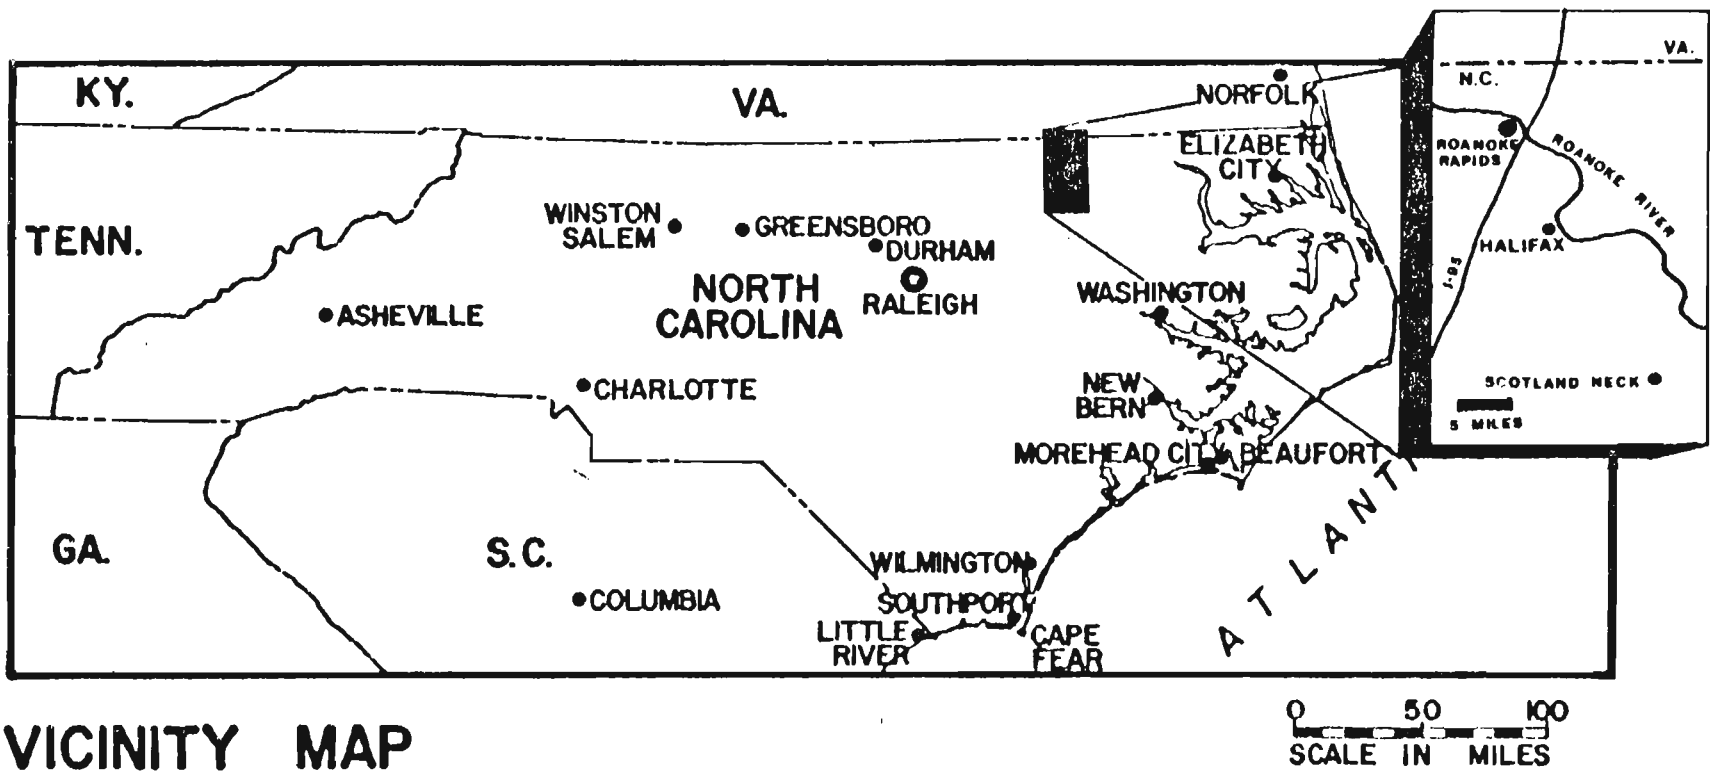 KY.
VA.
NORFOLK
ELIZABETH
CITY
TENN.
WINSTON
SALEM
GREENSBORO
DURHAM
NORTH
CAROLINA
RALEIGH
WASHINGTON
ASHEVILLE
CHARLOTTE
NEW
BERN
MOREHEAD CITY
BEAUFORT
GA.
S.C.
COLUMBIA
WILMINGTON
SOUTHPORT
LITTLE
RIVER
CAPE
FEAR
ATLANTI
VA.
N.C.
ROANOKE
RAPIDS
ROANOKE RIVER
HALIFAX
I-95
SCOTLAND NECK
5 MILES
0 50 100
SCALE IN MILES
VICINITY MAP